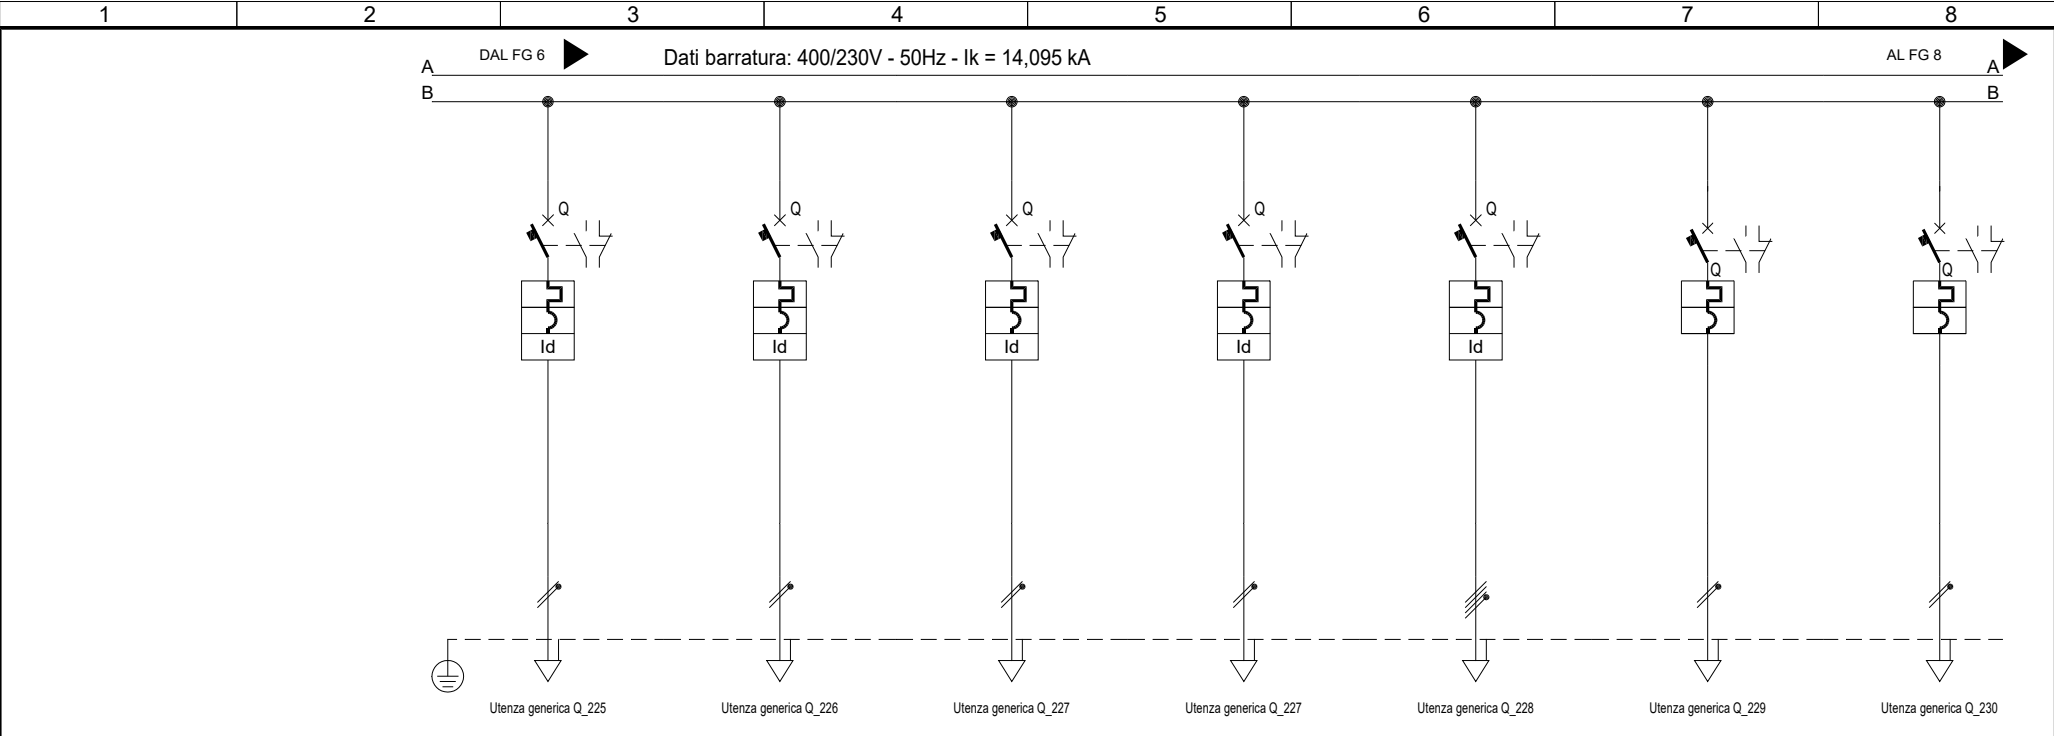 1 2 3 4 5 6 7 8
DAL FG 6 Dati barratura: 400/230V - 50Hz - Ik = 14,095 kA AL FG 8
A A
B B
Q Q Q Q Q
Q Q
Id Id Id Id Id
Utenza generica Q_225 Utenza generica Q_226 Utenza generica Q_227 Utenza generica Q_227 Utenza generica Q_228 Utenza generica Q_229 Utenza generica Q_230